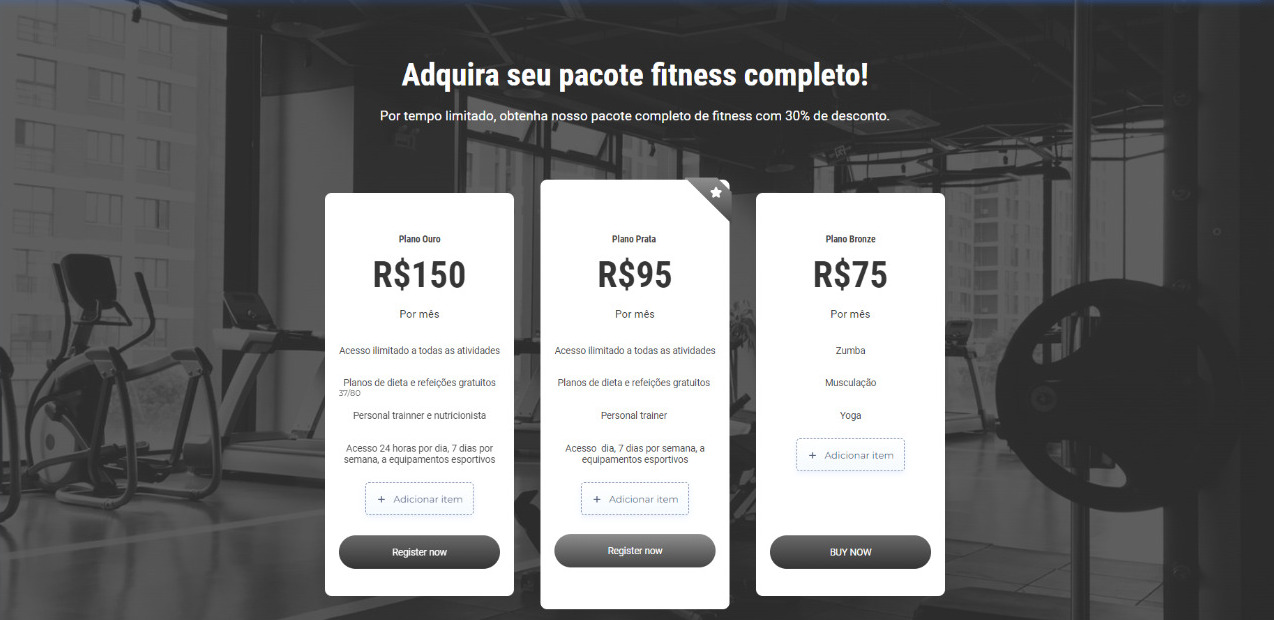 Adquira seu pacote fitness completo!
Por tempo limitado, obtenha nosso pacote completo de fitness com 30% de desconto.
Plano Ouro
R$150
Por mês
Acesso ilimitado a todas as atividades
Planos de dieta e refeições gratuitos
37/80
Personal trainner e nutricionista
Acesso 24 horas por dia, 7 dias por
semana, a equipamentos esportivos
+ Adicionar item
Register now
Plano Prata
R$95
Por mês
Acesso ilimitado a todas as atividades
Planos de dieta e refeições gratuitos
Personal trainer
Acesso dia, 7 dias por semana, a
equipamentos esportivos
+ Adicionar item
Register now
Plano Bronze
R$75
Por mês
Zumba
Musculação
Yoga
+ Adicionar item
BUY NOW